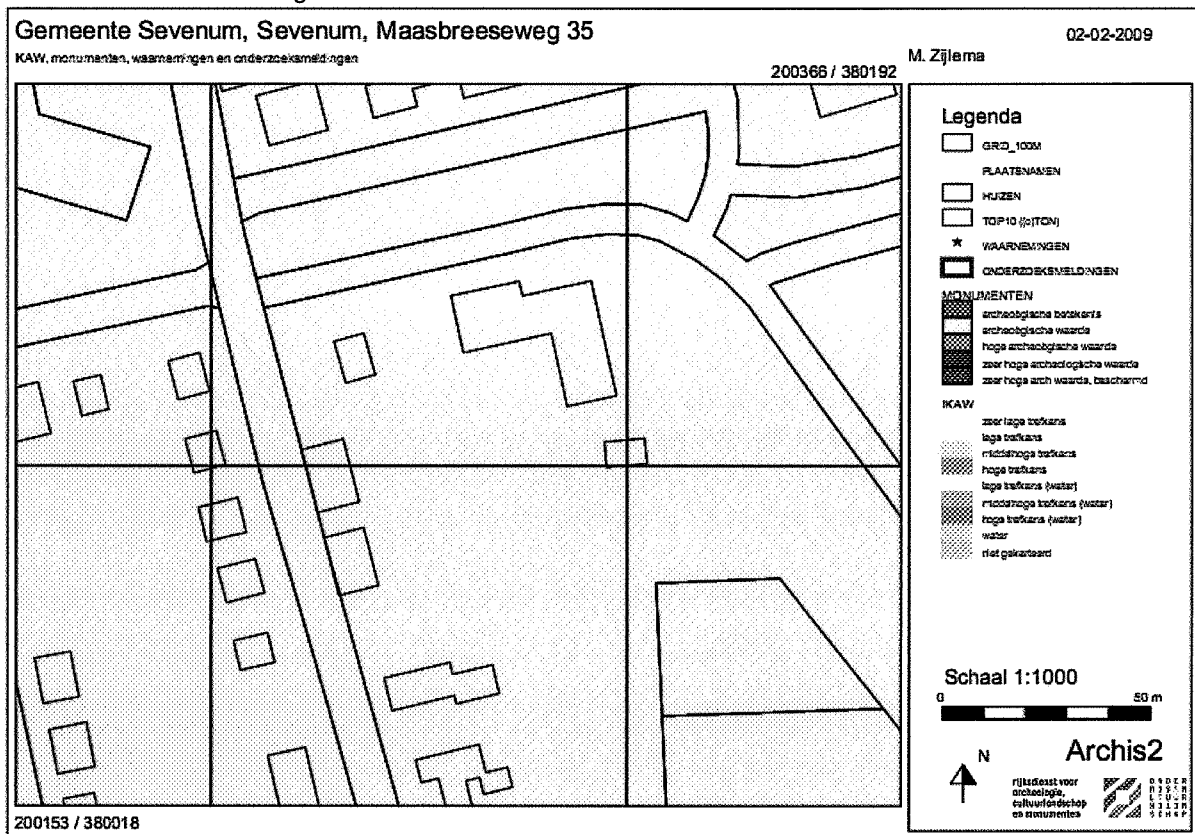 Gemeente Sevenum, Sevenum, Maasbreeseweg 35
02-02-2009
KAW, monumenten, waarnemingen en onderzoeksmeldingen
M. Zijlema
200366 / 380192
Legenda
GRID_100M
PLAATSNAMEN
HUIZEN
TOP10 ((c)TDN)
WAARNEMINGEN
ONDERZOEKSMELDINGEN
MONUMENTEN
archeologische betekenis
archeologische waarde
hoge archeologische waarde
zeer hoge archeologische waarde
zeer hoge arch waarde, beschermd
IKAW
zeer lage trefkans
lage trefkans
middelhoge trefkans
hoge trefkans
lage trefkans (water)
middelhoge trefkans (water)
hoge trefkans (water)
water
niet gekarteerd
Schaal 1:1000
0 50 m
N
Archis2
rijksdienst voor
archeologie,
cultuurlandschap
en monumenten
200153 / 380018